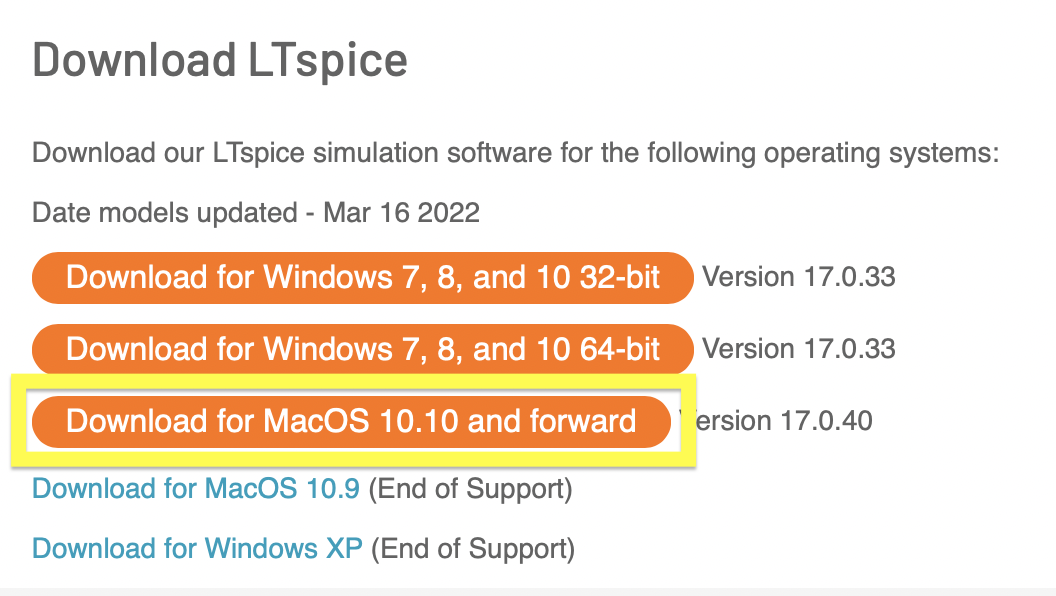 Download LTspice
Download our LTspice simulation software for the following operating systems:
Date models updated - Mar 16 2022
Download for Windows 7, 8, and 10 32-bit Version 17.0.33
Download for Windows 7, 8, and 10 64-bit Version 17.0.33
Download for MacOS 10.10 and forward Version 17.0.40
Download for MacOS 10.9 (End of Support)
Download for Windows XP (End of Support)